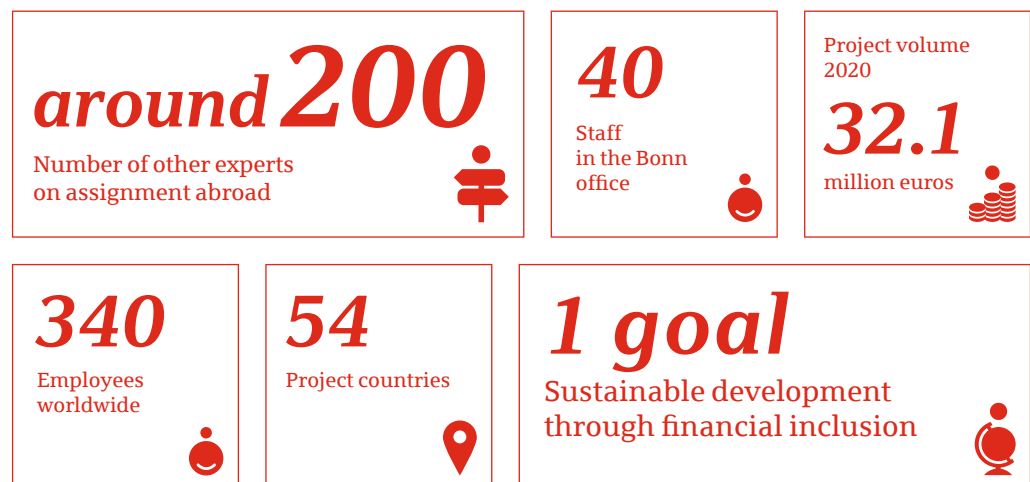 around 200
Number of other experts
on assignment abroad
40
Staff
in the Bonn
office
Project volume
2020
32.1
million euros
340
Employees
worldwide
54
Project countries
1 goal
Sustainable development
through financial inclusion